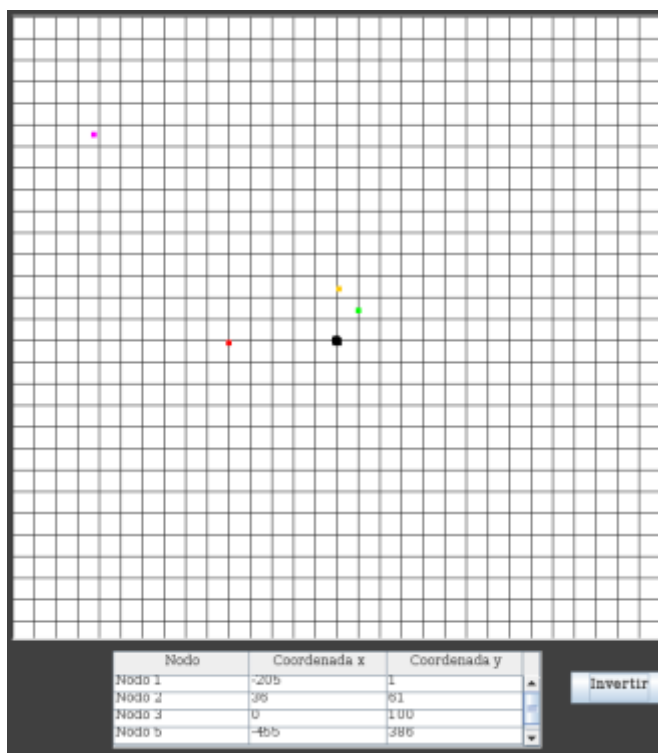 Nodo Coordenada x Coordenada y
Nodo 1 -205 1
Nodo 2 36 61
Nodo 3 0 100
Nodo 5 -455 386
Invertir